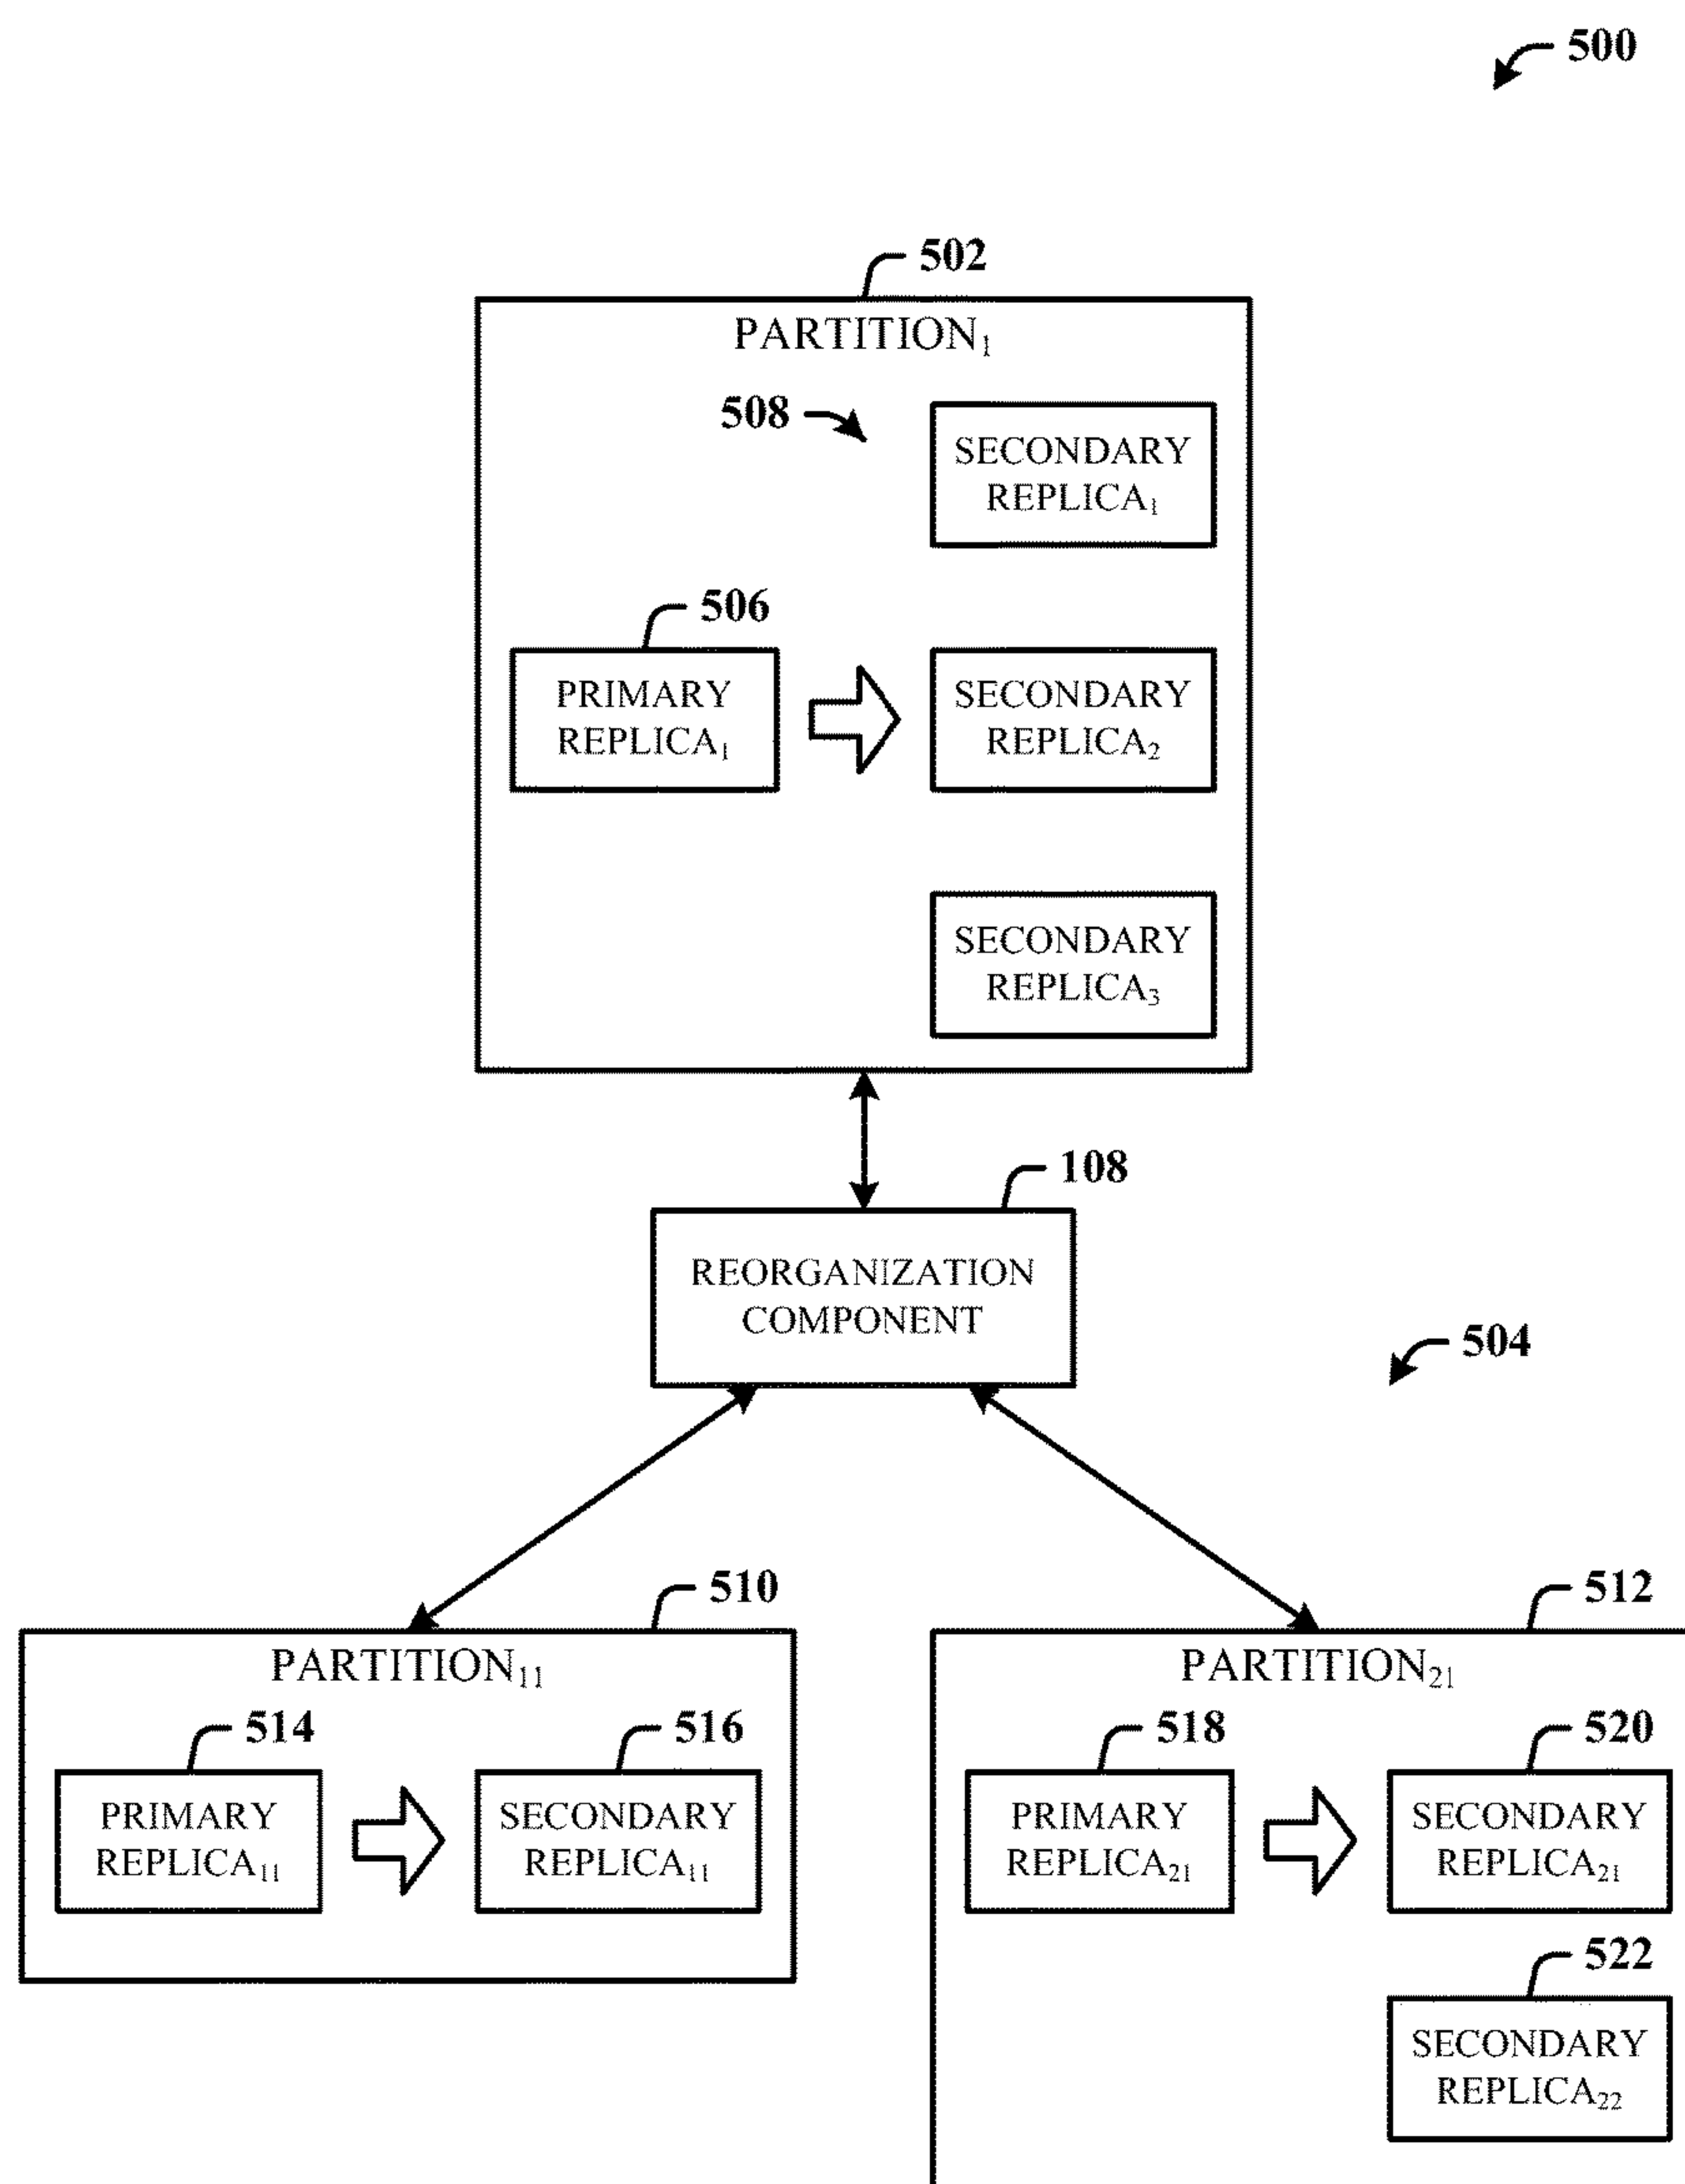 500
502
PARTITION₁
508
SECONDARY
REPLICA₁
506
PRIMARY
REPLICA₁
SECONDARY
REPLICA₂
SECONDARY
REPLICA₃
108
REORGANIZATION
COMPONENT
504
510
PARTITION₁₁
514
PRIMARY
REPLICA₁₁
516
SECONDARY
REPLICA₁₁
512
PARTITION₂₁
518
PRIMARY
REPLICA₂₁
520
SECONDARY
REPLICA₂₁
522
SECONDARY
REPLICA₂₂